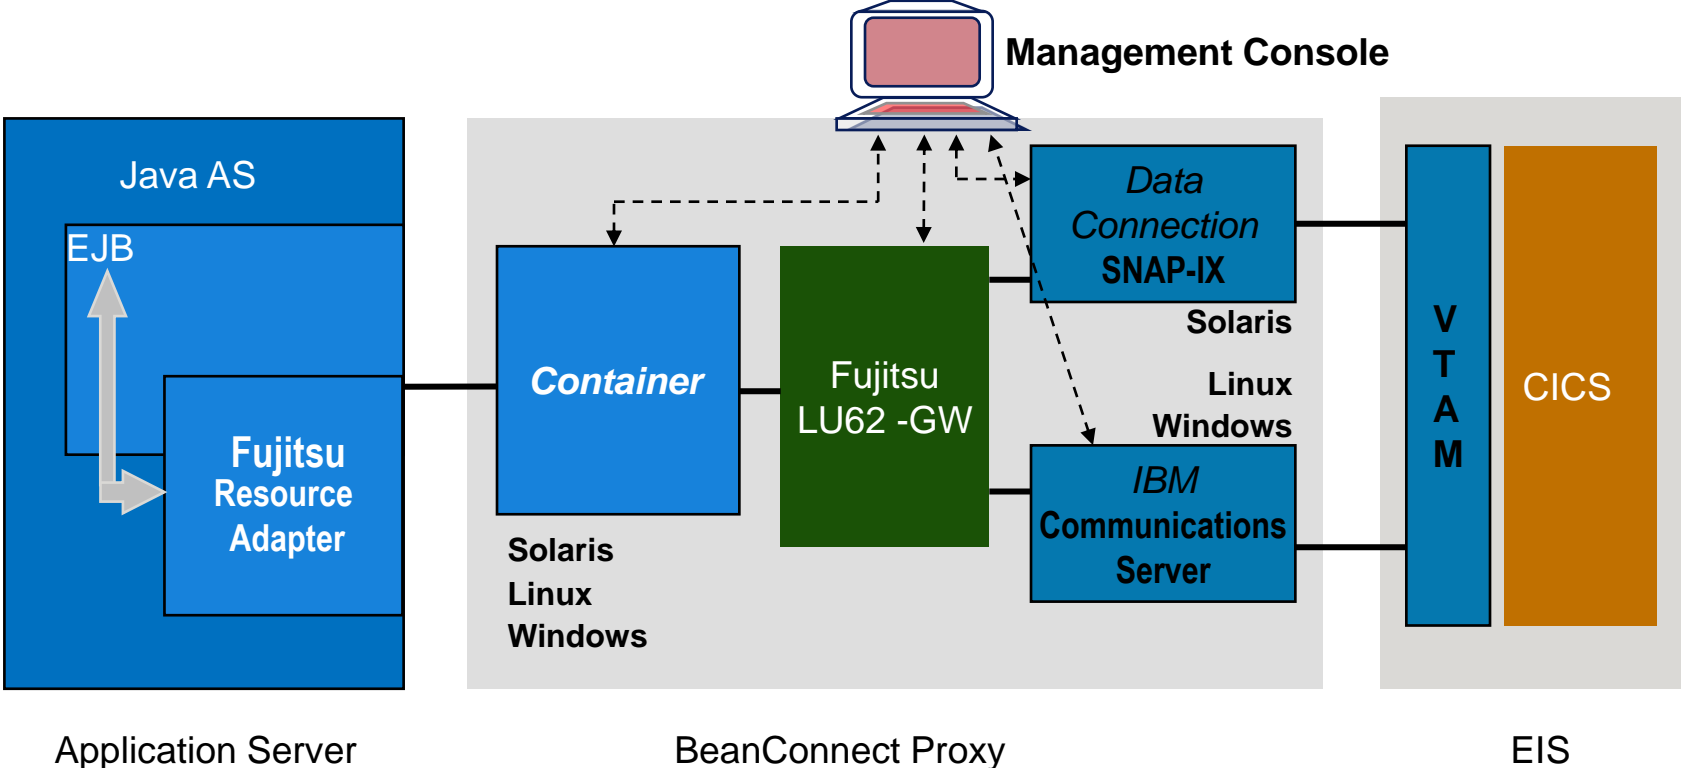 Management Console
Java AS
EJB
Fujitsu
Resource
Adapter
Container
Solaris
Linux
Windows
Fujitsu
LU62 -GW
Data
Connection
SNAP-IX
Solaris
Linux
Windows
IBM
Communications
Server
V
T
A
M
CICS
Application Server
BeanConnect Proxy
EIS